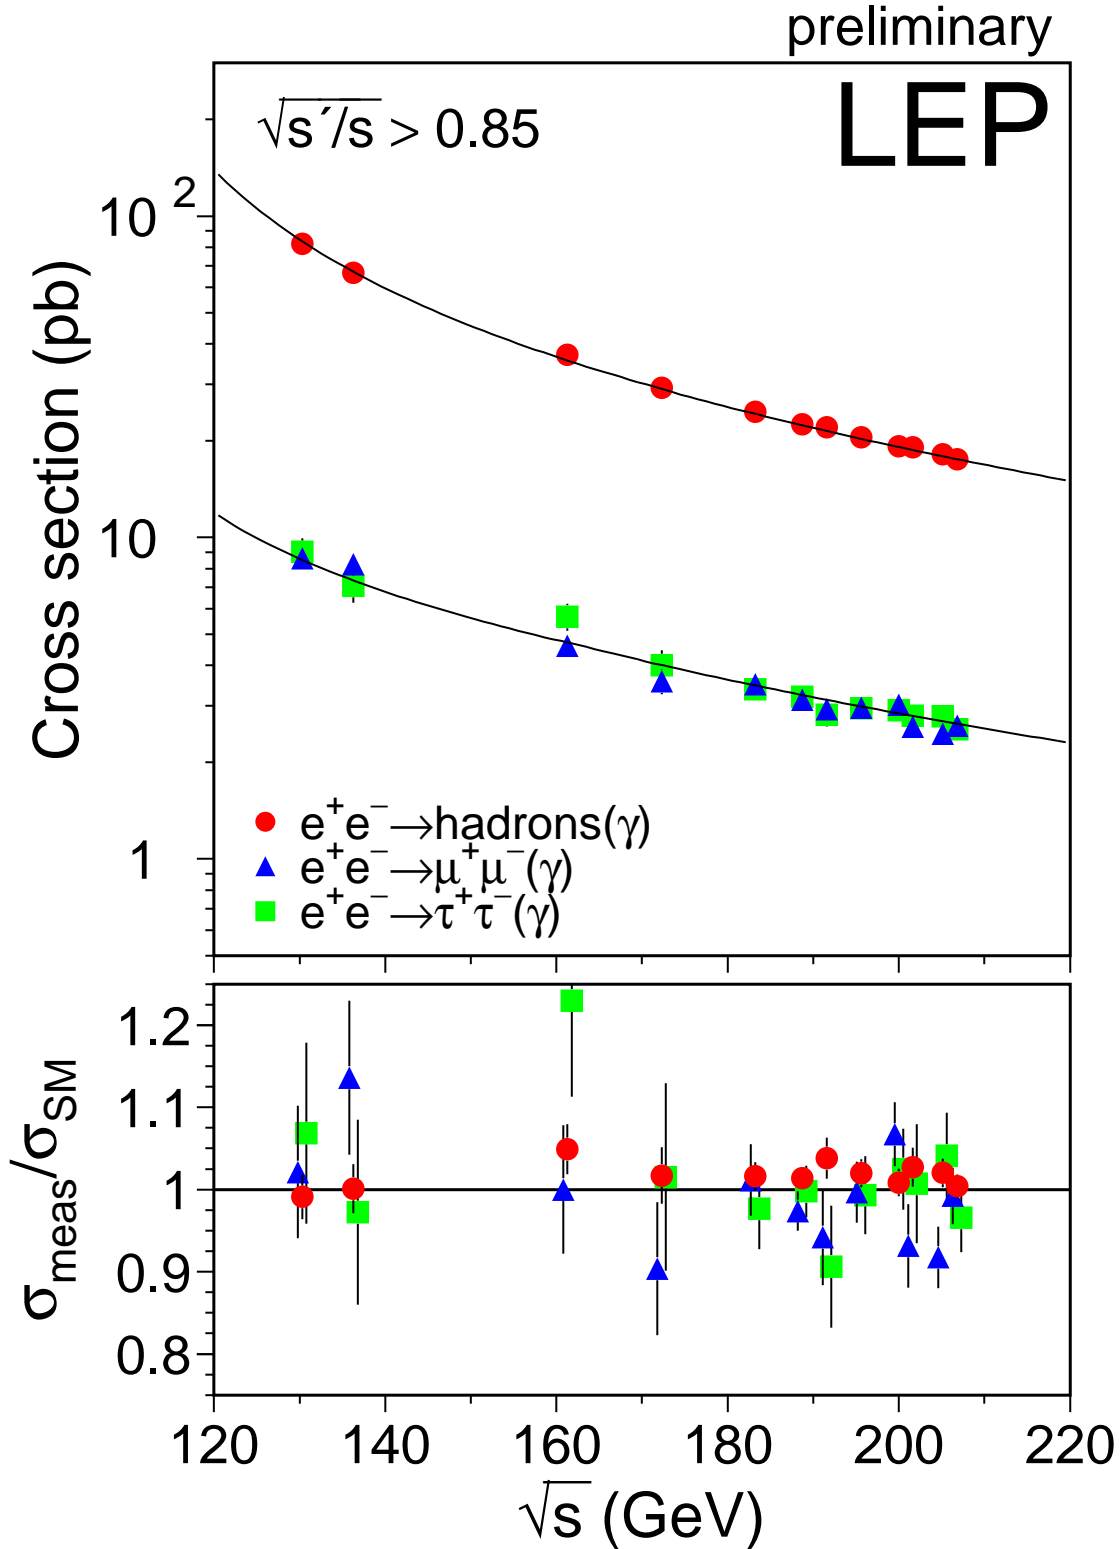 preliminary
LEP
√s´/s > 0.85
Cross section (pb)
10²
10
1
e⁺e⁻→hadrons(γ)
e⁺e⁻→μ⁺μ⁻(γ)
e⁺e⁻→τ⁺τ⁻(γ)
σmeas/σSM
1.2
1.1
1
0.9
0.8
120 140 160 180 200 220
√s (GeV)